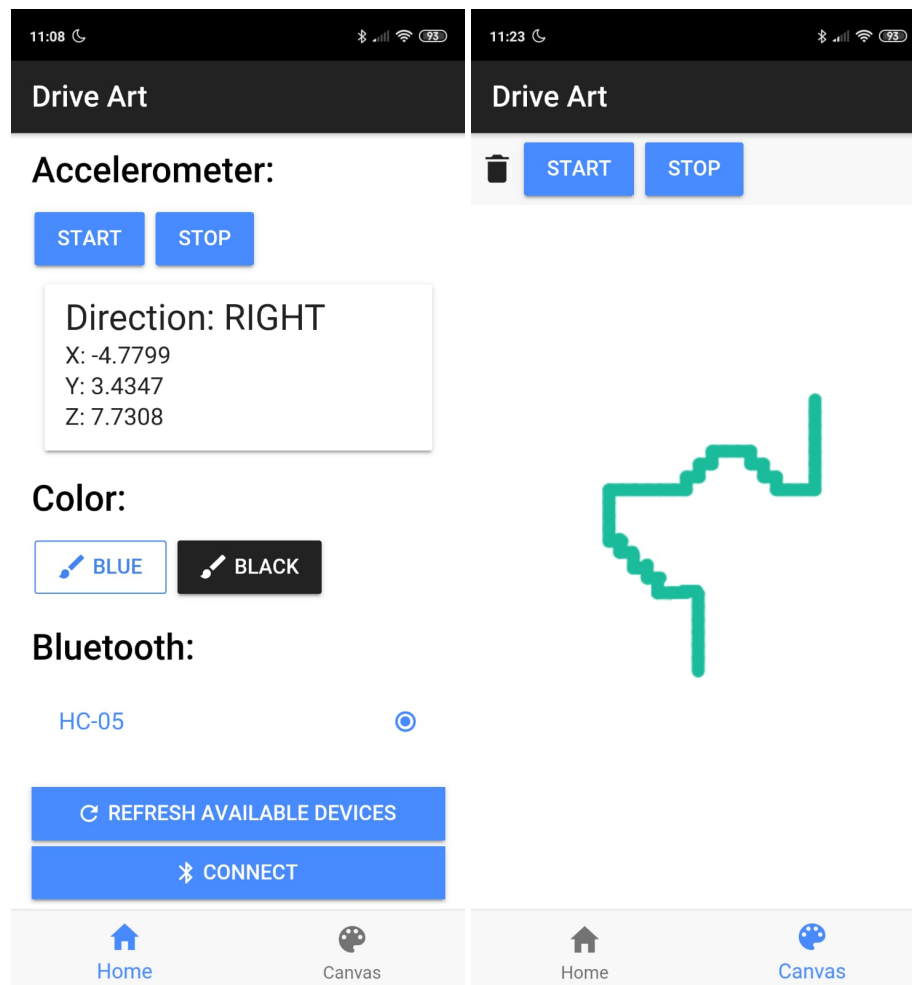 11:08
93
Drive Art
Accelerometer:
START STOP
Direction: RIGHT
X: -4.7799
Y: 3.4347
Z: 7.7308
Color:
BLUE BLACK
Bluetooth:
HC-05
REFRESH AVAILABLE DEVICES
CONNECT
Home Canvas
11:23
93
Drive Art
START STOP
Home Canvas